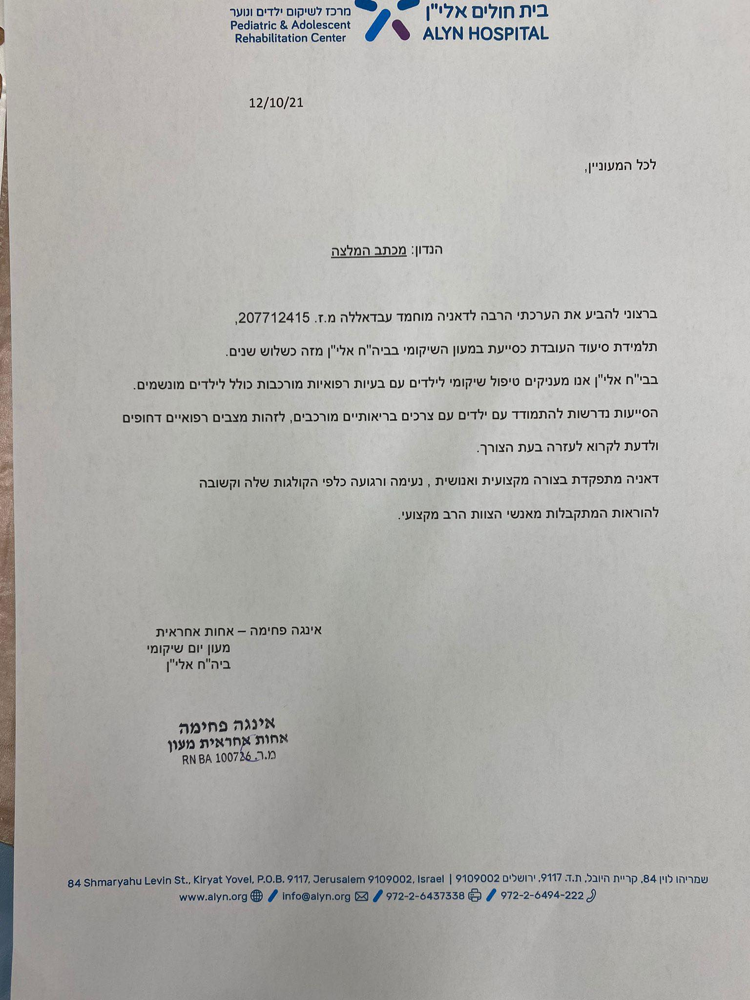 בית חולים אלי"ן
ALYN HOSPITAL
מרכז לשיקום ילדים ונוער
Pediatric & Adolescent
Rehabilitation Center
12/10/21
לכל המעוניין,
הנדון: מכתב המלצה
ברצוני להביע את הערכתי הרבה לדאניה מוחמד עבדאללה מ.ז. 207712415,
תלמידת סיעוד העובדת כסייעת במעון השיקומי בביה"ח אלי"ן מזה כשלוש שנים.
בבי"ח אלי"ן אנו מעניקים טיפול שיקומי לילדים עם בעיות רפואיות מורכבות כולל לילדים מונשמים.
הסייעות נדרשות להתמודד עם ילדים עם צרכים בריאותיים מורכבים, לזהות מצבים רפואיים דחופים
ולדעת לקרוא לעזרה בעת הצורך.
דאניה מתפקדת בצורה מקצועית ואנושית , נעימה ורגועה כלפי הקולגות שלה וקשובה
להוראות המתקבלות מאנשי הצוות הרב מקצועי.
אינגה פחימה – אחות אחראית
מעון יום שיקומי
ביה"ח אלי"ן
אינגה פחימה
אחות אחראית מעון
מ.ר. RN BA 100726
שמריהו לוין 84, קריית היובל, ת.ד. 9117, ירושלים 9109002 | 84 Shmaryahu Levin St., Kiryat Yovel, P.O.B. 9117, Jerusalem 9109002, Israel
972-2-6494-222 972-2-6437338 info@alyn.org www.alyn.org